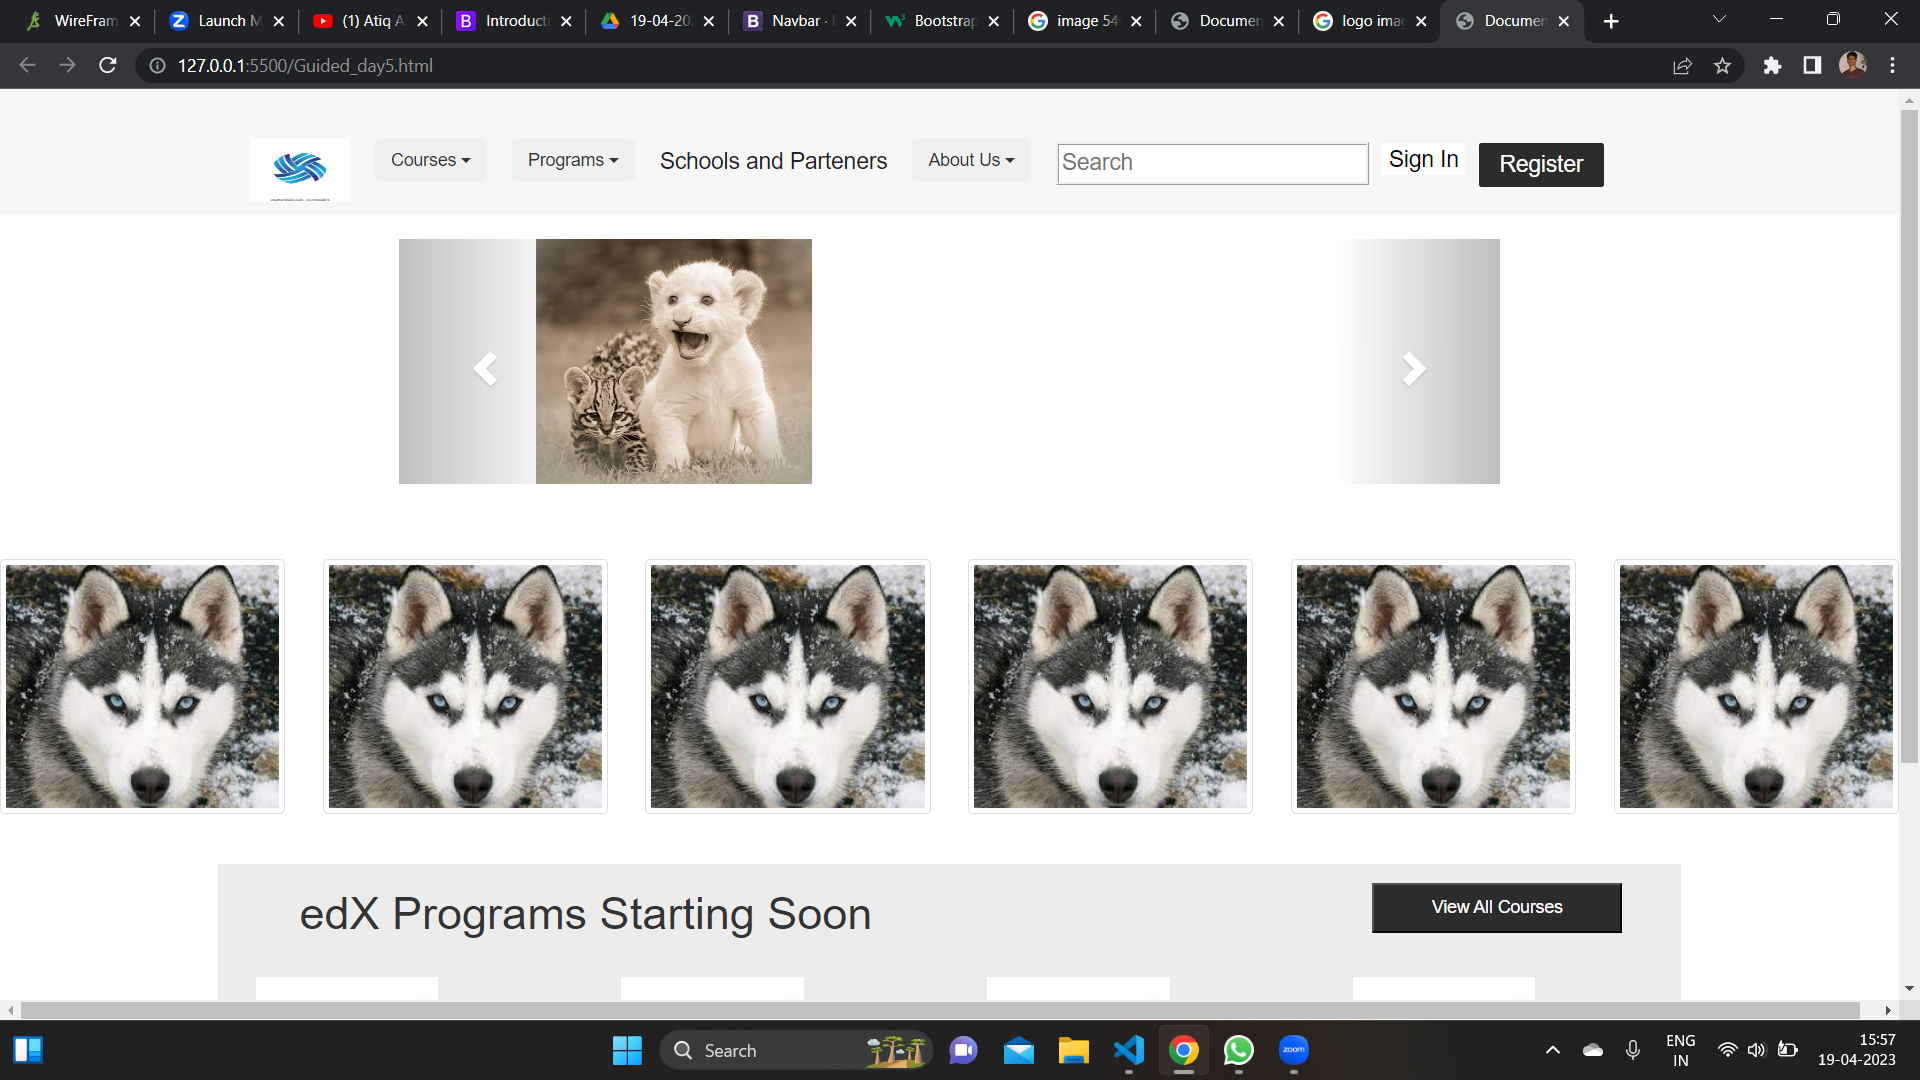 WireFram
Launch M
(1) Atiq A
Introducti
19-04-20
Navbar ·
Bootstrap
image 54
Documen
logo imag
Documen
127.0.0.1:5500/Guided_day5.html
Courses
Programs
Schools and Parteners
About Us
Search
Sign In
Register
edX Programs Starting Soon
View All Courses
Search
zoom
ENG
IN
15:57
19-04-2023